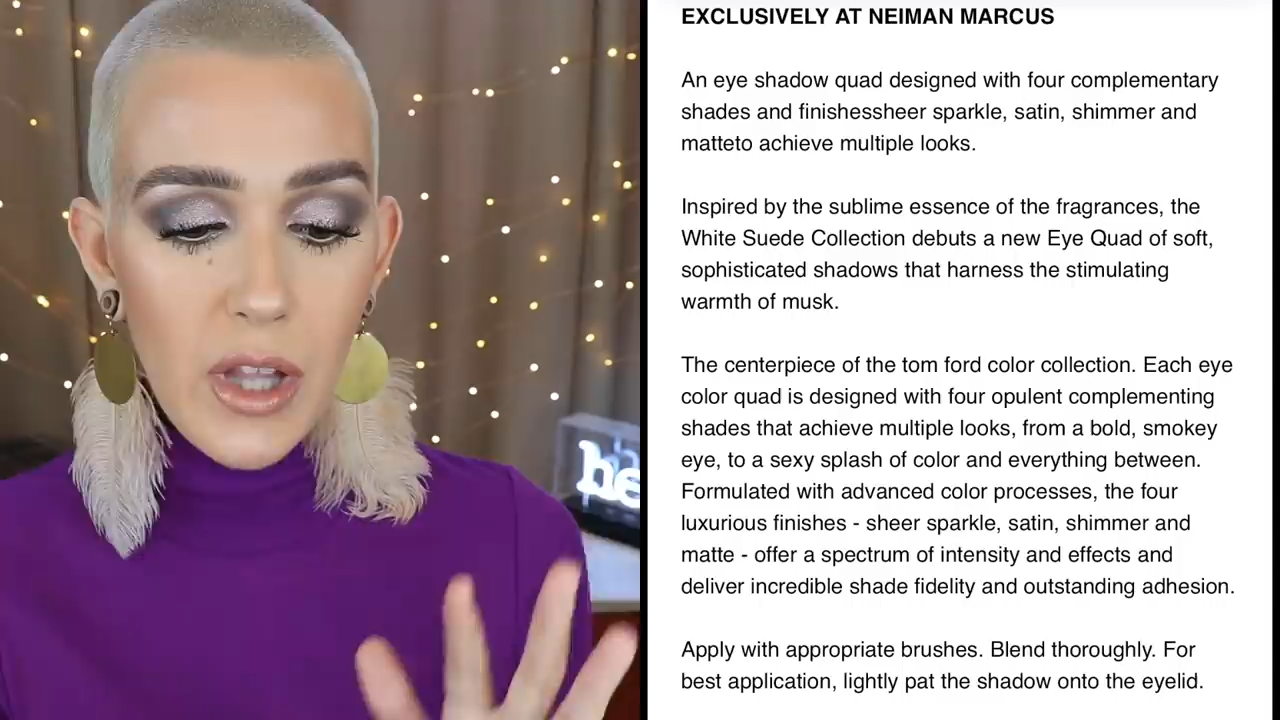 EXCLUSIVELY AT NEIMAN MARCUS
An eye shadow quad designed with four complementary
shades and finishessheer sparkle, satin, shimmer and
matteto achieve multiple looks.
Inspired by the sublime essence of the fragrances, the
White Suede Collection debuts a new Eye Quad of soft,
sophisticated shadows that harness the stimulating
warmth of musk.
The centerpiece of the tom ford color collection. Each eye
color quad is designed with four opulent complementing
shades that achieve multiple looks, from a bold, smokey
eye, to a sexy splash of color and everything between.
Formulated with advanced color processes, the four
luxurious finishes - sheer sparkle, satin, shimmer and
matte - offer a spectrum of intensity and effects and
deliver incredible shade fidelity and outstanding adhesion.
Apply with appropriate brushes. Blend thoroughly. For
best application, lightly pat the shadow onto the eyelid.
he